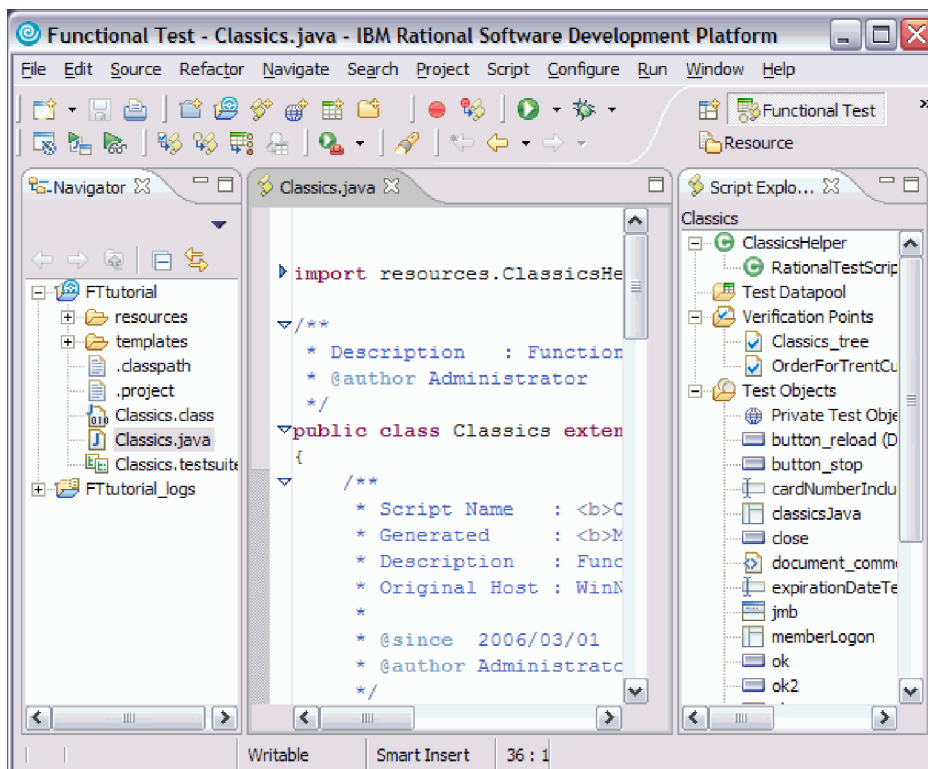 Functional Test - Classics.java - IBM Rational Software Development Platform
File Edit Source Refactor Navigate Search Project Script Configure Run Window Help
Functional Test
Resource
Navigator
FTtutorial
resources
templates
.classpath
.project
Classics.class
Classics.java
Classics.testsuite
FTtutorial_logs
Classics.java
import resources.ClassicsHe
/**
* Description : Function
* @author Administrator
*/
public class Classics exten
{
/**
* Script Name : <b>C
* Generated : <b>M
* Description : Func
* Original Host : WinN
*
* @since 2006/03/01
* @author Administrato
*/
Script Explo...
Classics
ClassicsHelper
RationalTestScrip
Test Datapool
Verification Points
Classics_tree
OrderForTrentCu
Test Objects
Private Test Obje
button_reload (D
button_stop
cardNumberInclu
classicsJava
close
document_comme
expirationDateTe
jmb
memberLogon
ok
ok2
Writable Smart Insert 36 : 1